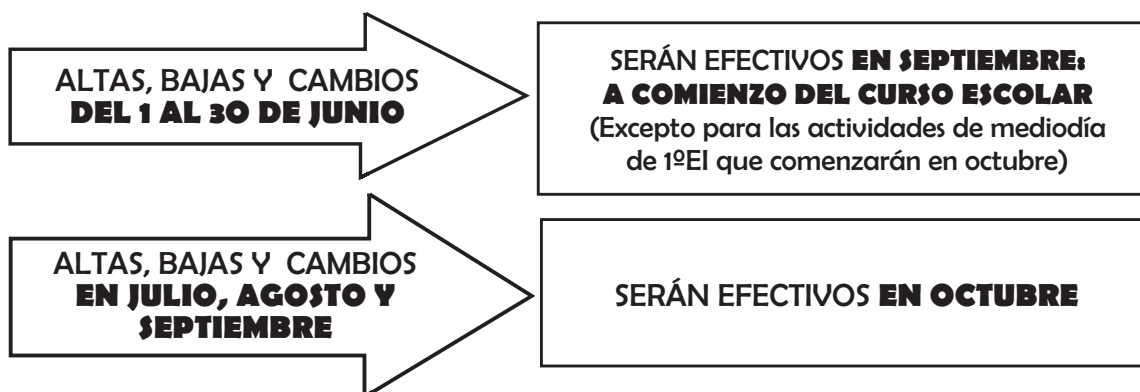 ALTAS, BAJAS Y CAMBIOS
DEL 1 AL 30 DE JUNIO
SERÁN EFECTIVOS EN SEPTIEMBRE:
A COMIENZO DEL CURSO ESCOLAR
(Excepto para las actividades de mediodía
de 1ºEI que comenzarán en octubre)
ALTAS, BAJAS Y CAMBIOS
EN JULIO, AGOSTO Y
SEPTIEMBRE
SERÁN EFECTIVOS EN OCTUBRE